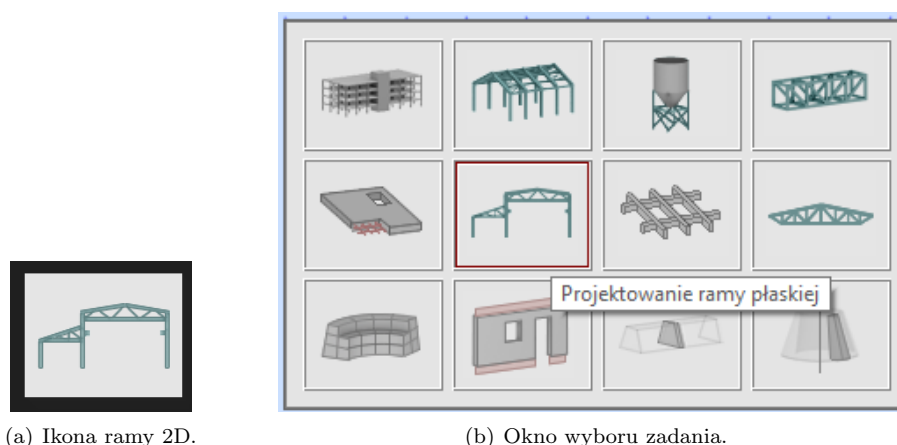 Projektowanie ramy płaskiej
(a) Ikona ramy 2D.
(b) Okno wyboru zadania.